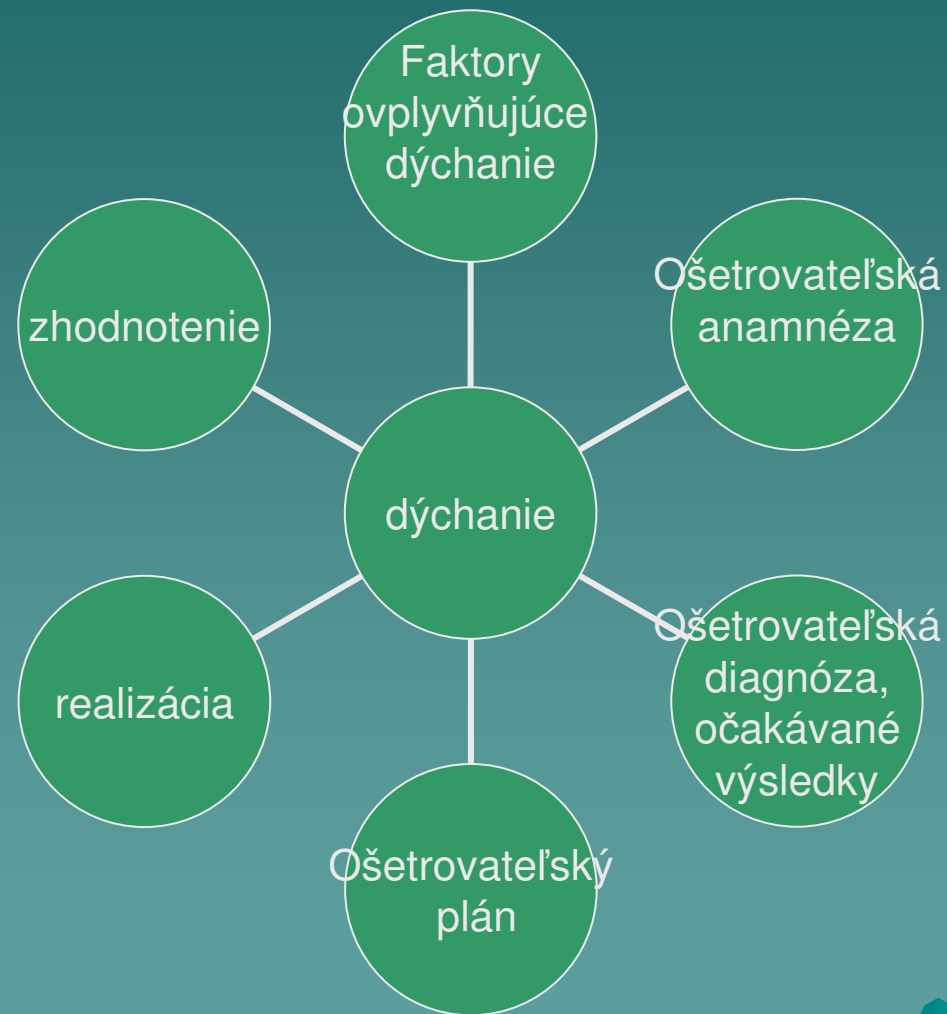 Faktory
ovplyvňujúce
dýchanie
Ošetrovateľská
anamnéza
Ošetrovateľská
diagnóza,
očakávané
výsledky
Ošetrovateľský
plán
realizácia
zhodnotenie
dýchanie